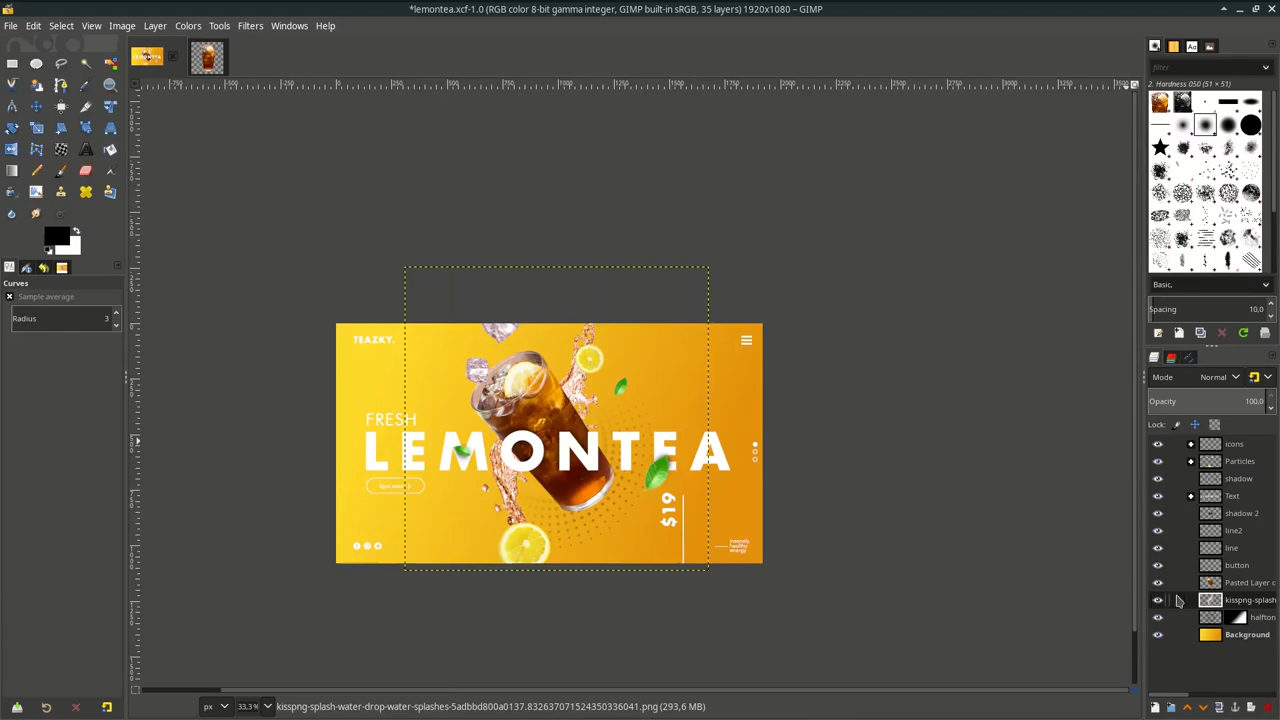 *lemontea.xcf-1.0 (RGB color 8-bit gamma integer, GIMP built-in sRGB, 35 layers) 1920x1080 – GIMP
File Edit Select View Image Layer Colors Tools Filters Windows Help
filter
2. Hardness 050 (51 × 51)
Curves
Sample average
Radius 3
TEAZKY.
FRESH
LEMONTEA
$19
insanely
healthy
energy
Basic,
Spacing 10,0
Mode Normal
Opacity 100,0
Lock:
icons
Particles
shadow
Text
shadow 2
line2
line
button
Pasted Layer c
kisspng-splash
halfton
Background
px 33,3 % kisspng-splash-water-drop-water-splashes-5adbbd800a0137.8326370715243503360​41.png (293,6 MB)